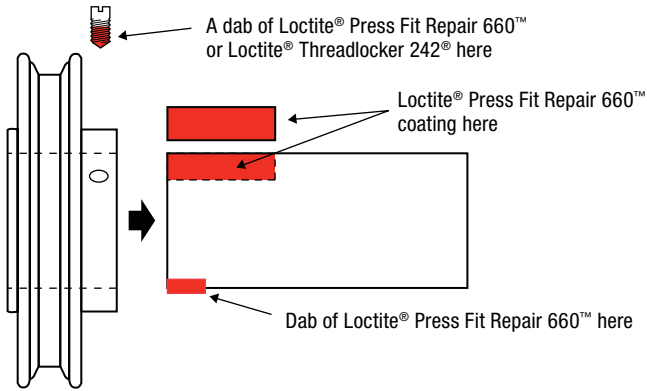 A dab of Loctite® Press Fit Repair 660™
or Loctite® Threadlocker 242® here
Loctite® Press Fit Repair 660™
coating here
Dab of Loctite® Press Fit Repair 660™ here